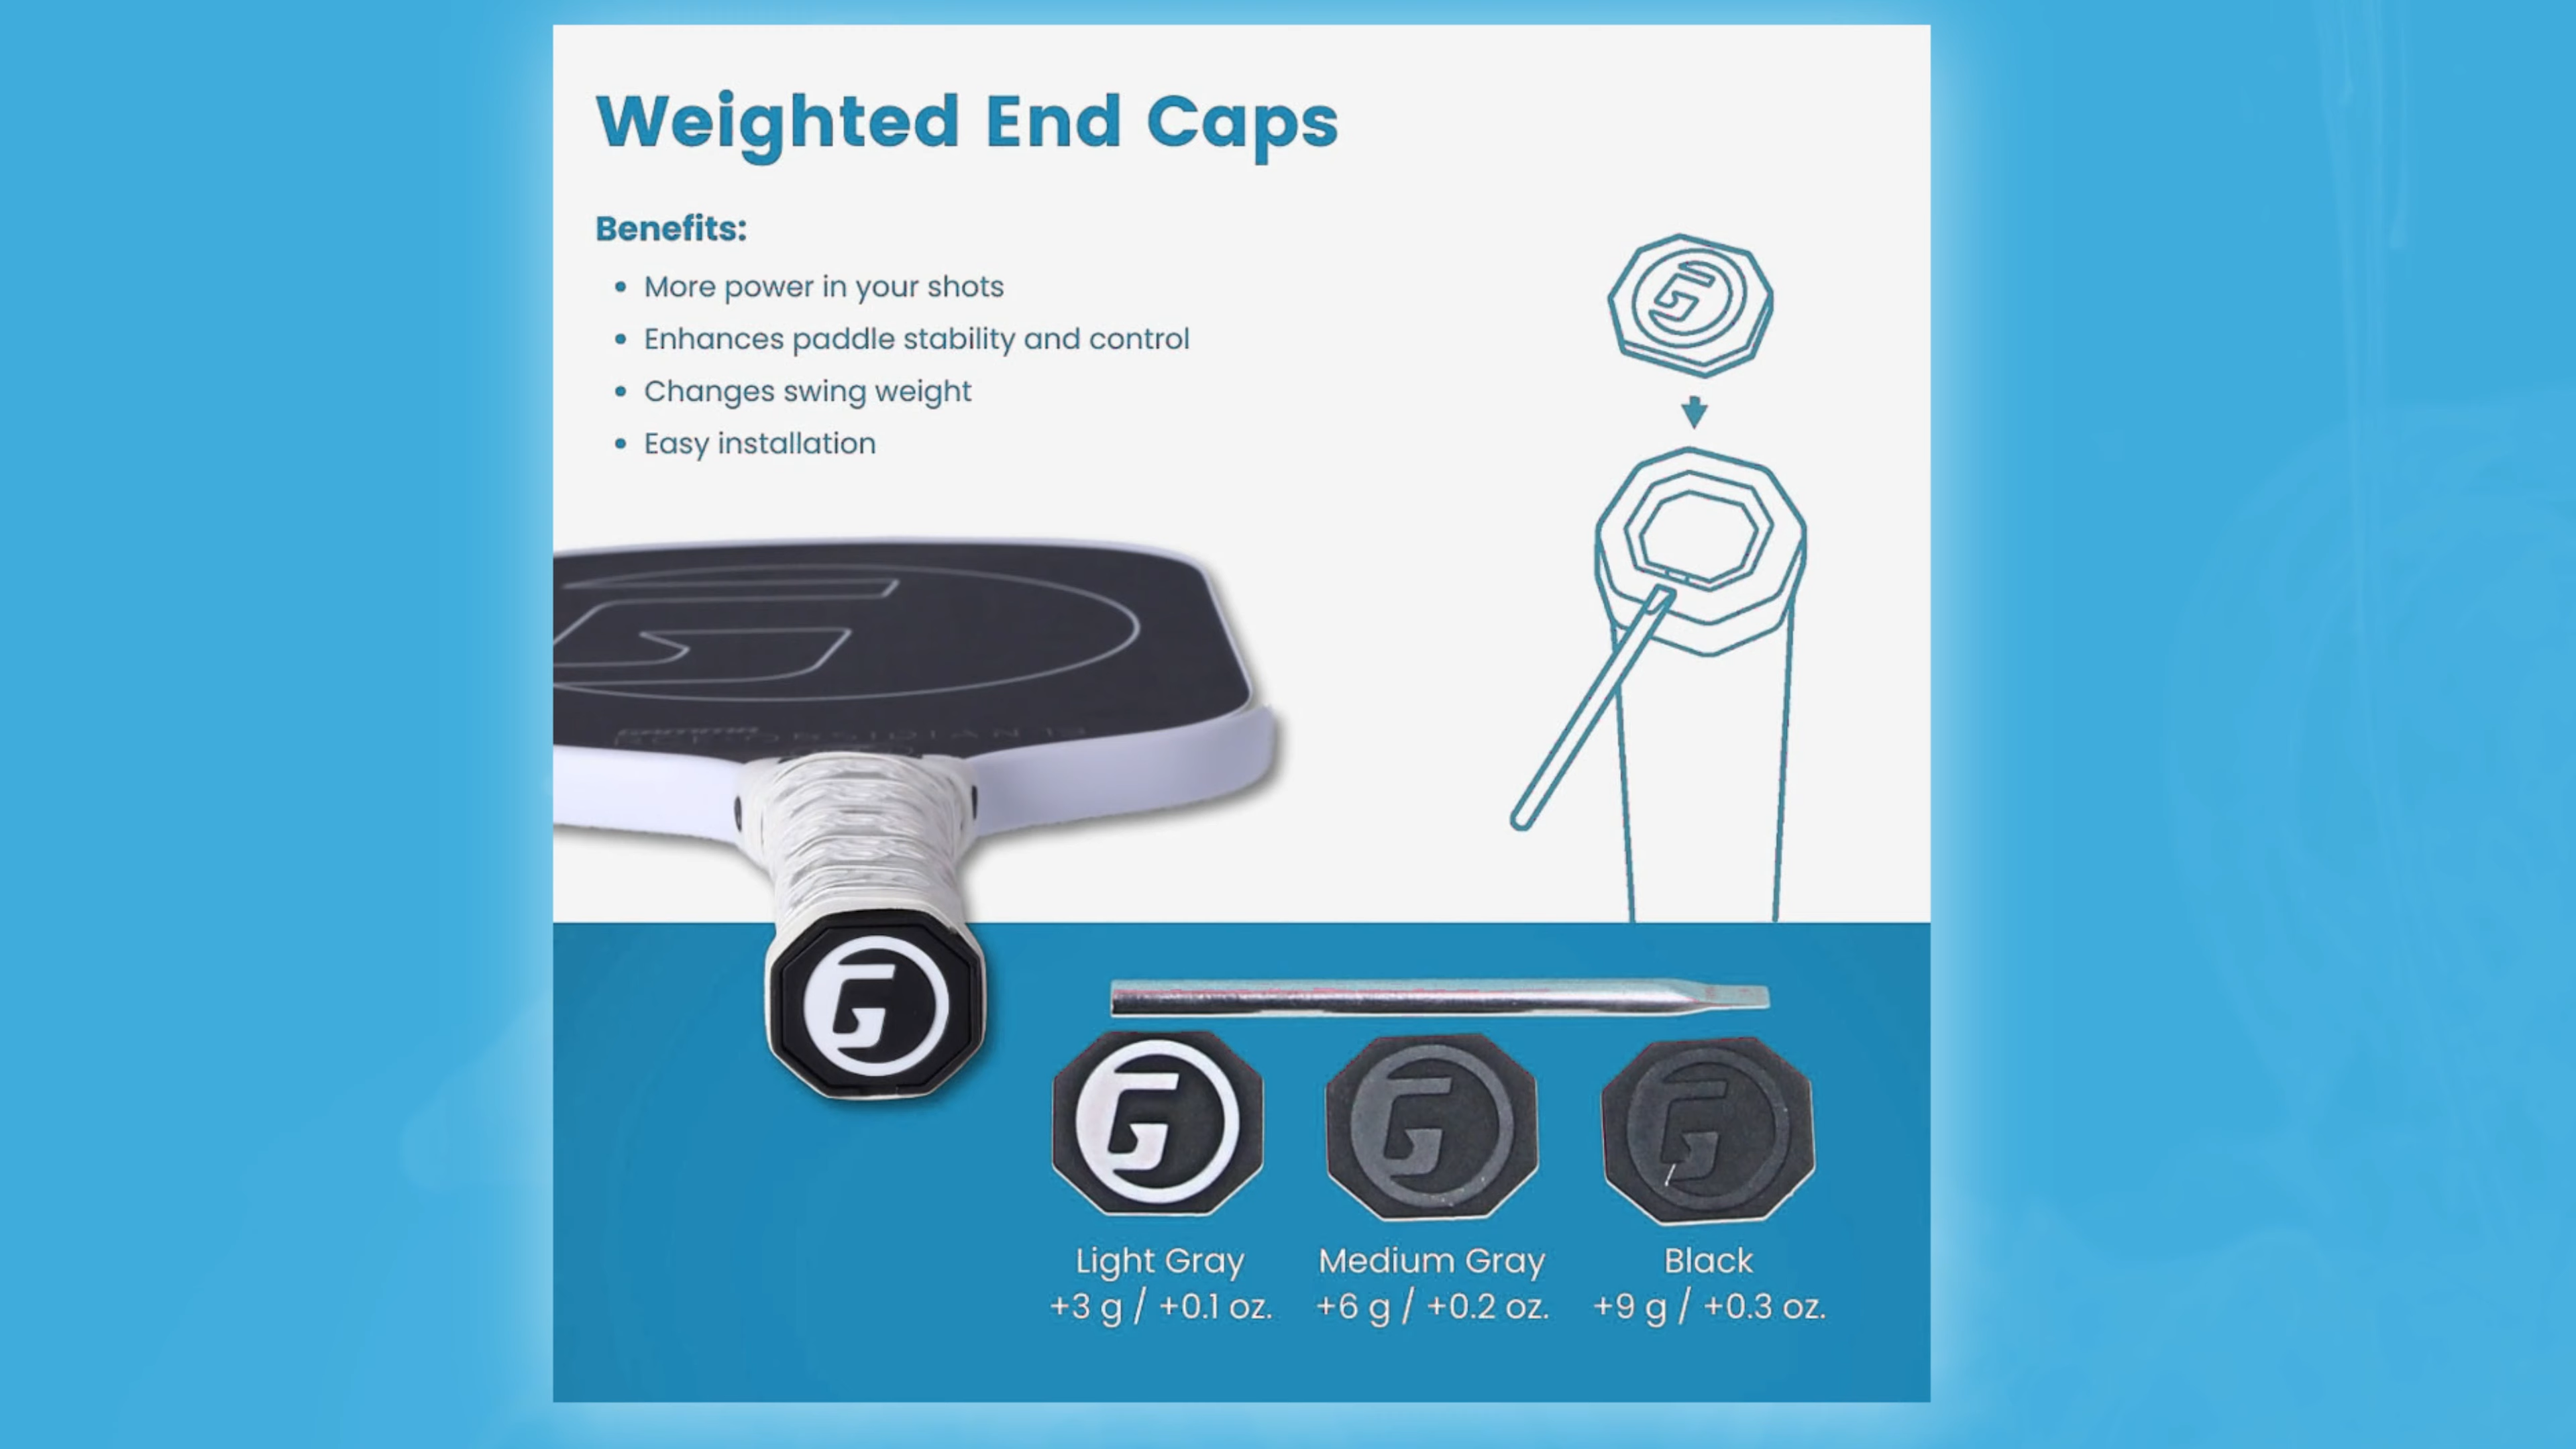 Weighted End Caps
Benefits:
• More power in your shots
• Enhances paddle stability and control
• Changes swing weight
• Easy installation
OBSIDIAN
G
Light Gray
+3 g / +0.1 oz.
Medium Gray
+6 g / +0.2 oz.
Black
+9 g / +0.3 oz.